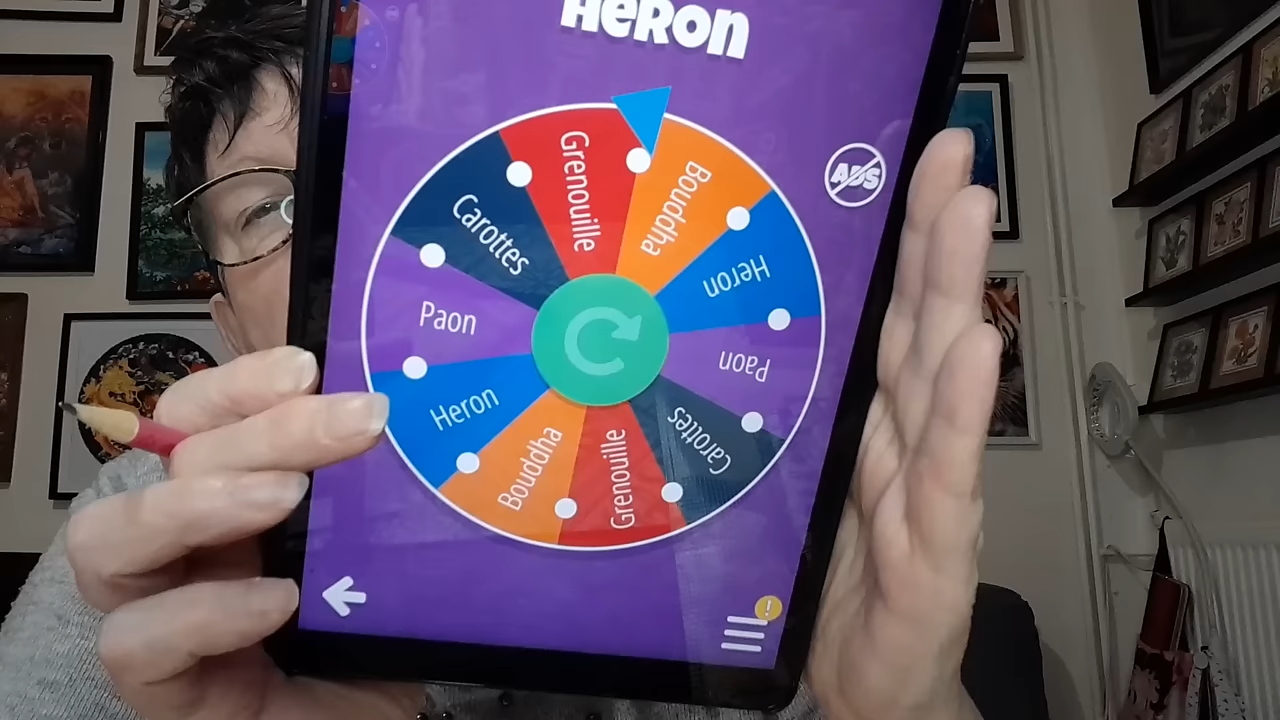 HeRon
ADS
Grenouille
Bouddha
Heron
Paon
Carottes
Grenouille
Bouddha
Heron
Paon
Carottes
!